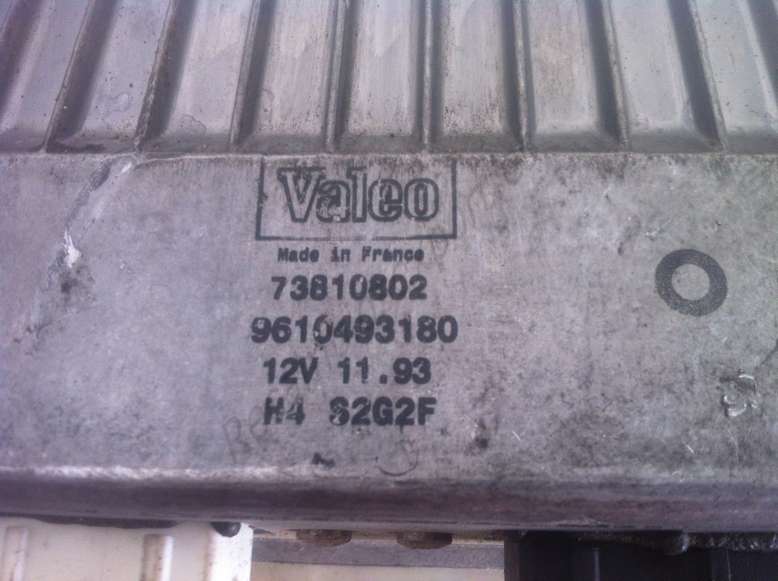 Valeo
Made in France
73810802
9610493180
12V 11.93
H4 S2G2F